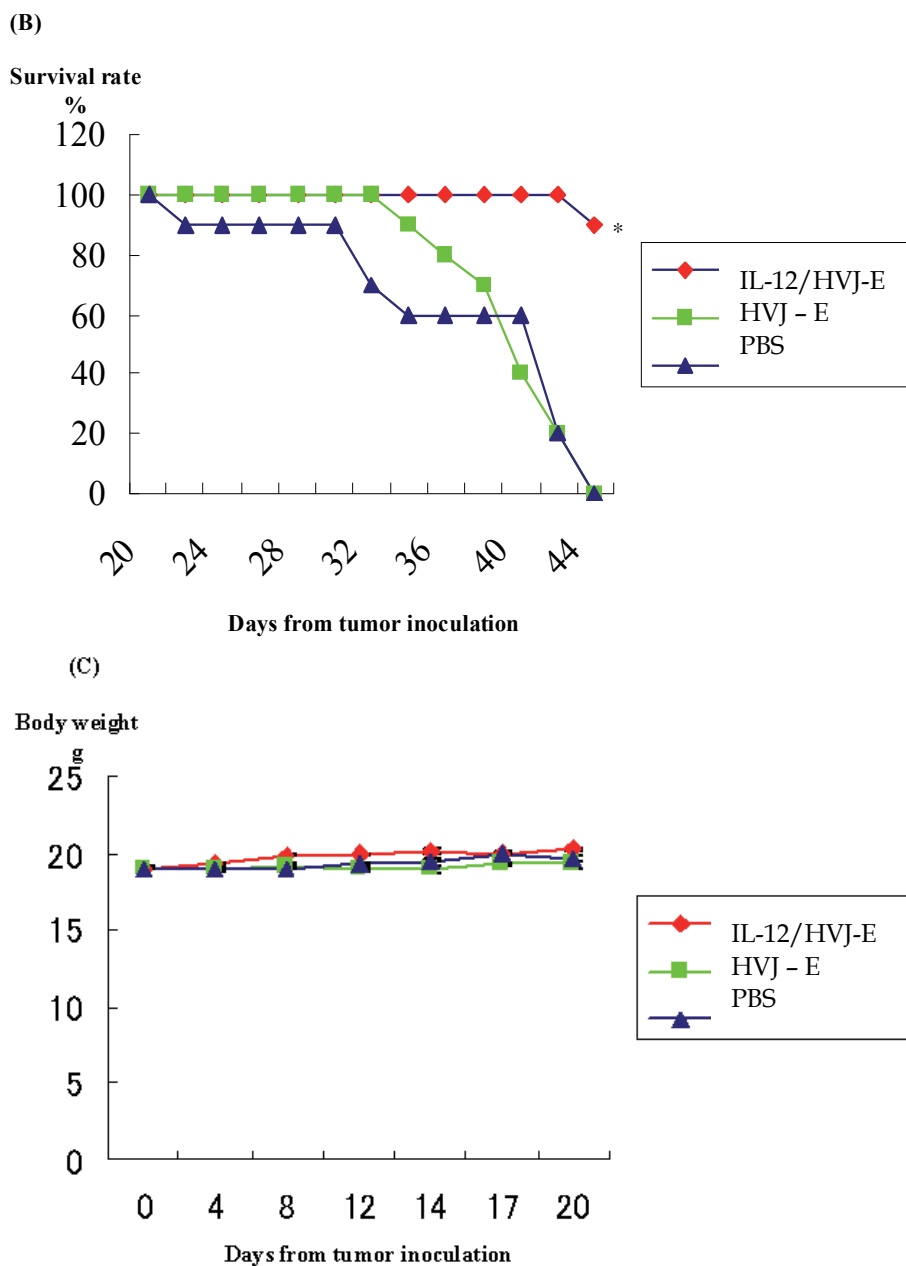 (B)
Survival rate
%
120
100
80
60
40
20
0
20 24 28 32 36 40 44
Days from tumor inoculation
*
IL-12/HVJ-E
HVJ – E
PBS
(C)
Body weight
g
25
20
15
10
5
0
0 4 8 12 14 17 20
Days from tumor inoculation
IL-12/HVJ-E
HVJ – E
PBS